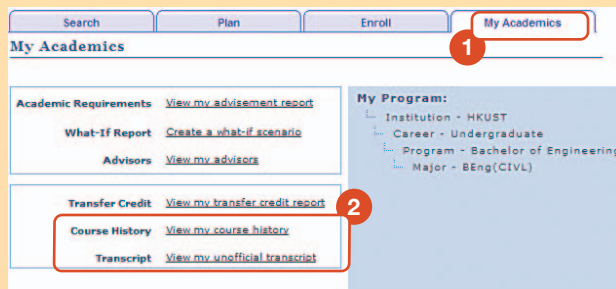 Search Plan Enroll My Academics
1
My Academics
Academic Requirements View my advisement report
What-If Report Create a what-if scenario
Advisors View my advisors
My Program:
Institution - HKUST
Career - Undergraduate
Program - Bachelor of Engineering
Major - BEng(CIVL)
Transfer Credit View my transfer credit report
2
Course History View my course history
Transcript View my unofficial transcript